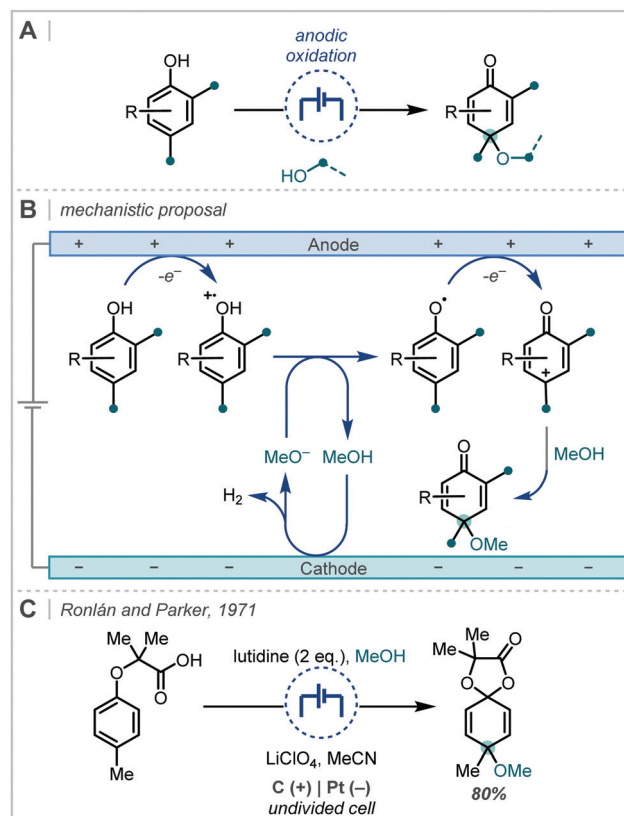 A
anodic
oxidation
OH
R
HO
O
R
O
B mechanistic proposal
+ + + Anode + + +
-e⁻
-e⁻
OH
R
+•
OH
R
O•
R
O
R
+
MeO⁻ MeOH
MeOH
H₂
O
R
OMe
− − − Cathode − − −
C Ronlán and Parker, 1971
Me Me
OH
O
O
Me
lutidine (2 eq.), MeOH
LiClO₄, MeCN
C (+) | Pt (–)
undivided cell
Me
Me
O
O
O
Me OMe
80%